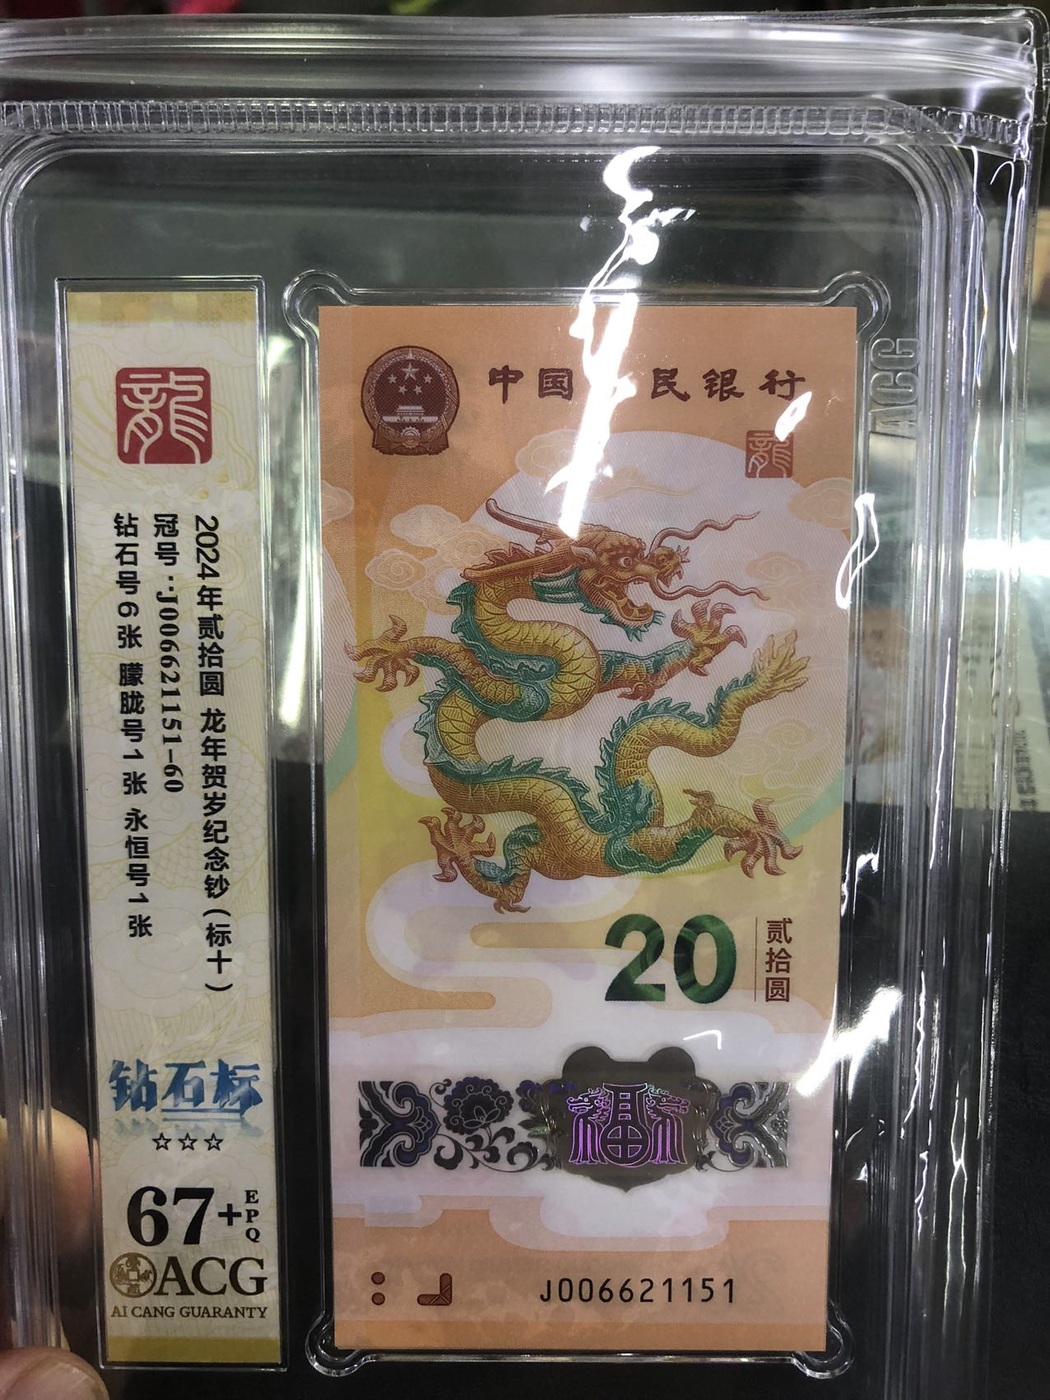 龍
2024年贰拾圆 龙年贺岁纪念钞(标十)
冠号:J006621151-60
钻石号6张 朦胧号1张 永恒号1张
钻石标
☆☆☆
67+
EPQ
ACG
AI CANG GUARANTY
中国 民银行
龍
20
贰拾圆
福
J006621151
ACG